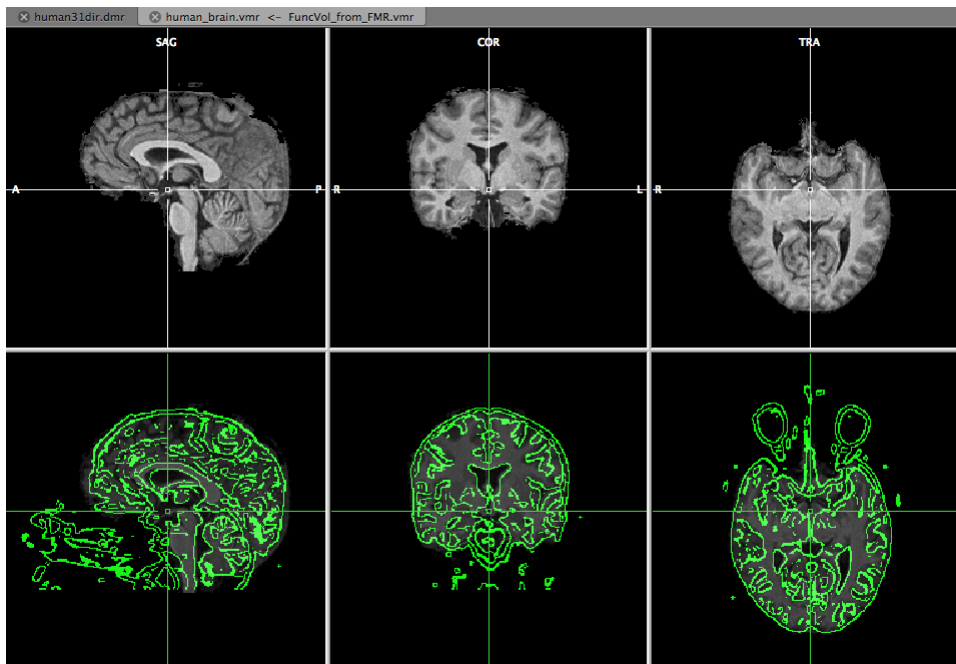 human31dir.dmr
human_brain.vmr <- FuncVol_from_FMR.vmr
SAG
COR
TRA
A
P
R
L
R